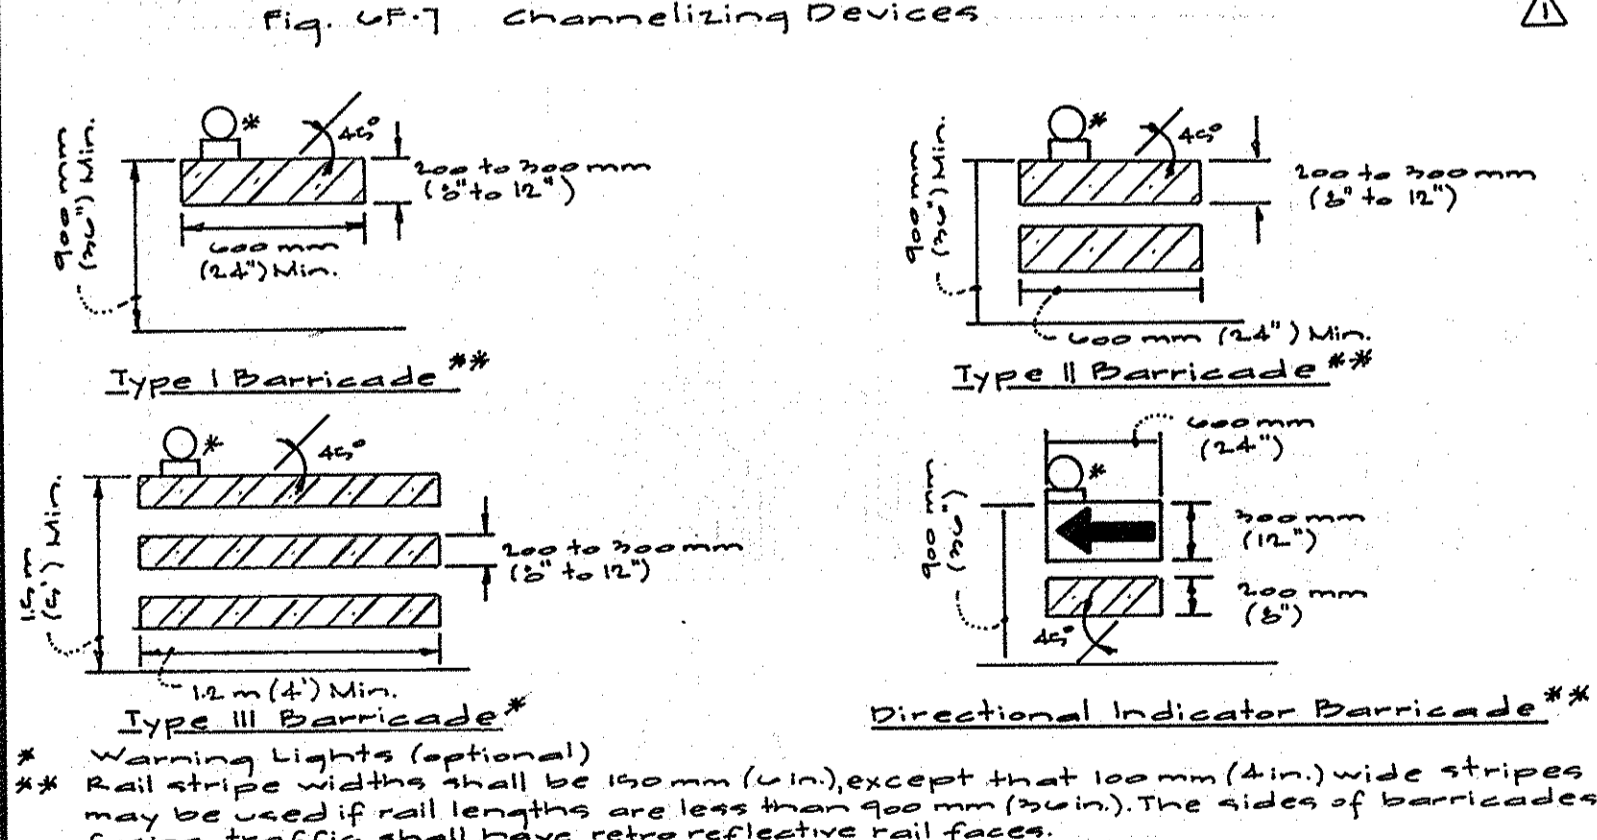 Fig. 6F-7 Channelizing Devices
1
*
45°
900 mm
(36") Min.
200 to 300 mm
(8" to 12")
600 mm
(24") Min.
Type I Barricade **
*
45°
900 mm
(36") Min.
200 to 300 mm
(8" to 12")
600 mm (24") Min.
Type II Barricade **
*
45°
1.5 m
(5') Min.
200 to 300 mm
(8" to 12")
1.2 m (4') Min.
Type III Barricade *
600 mm
(24")
*
900 mm
(36")
300 mm
(12")
200 mm
(8")
45°
Directional Indicator Barricade **
* Warning Lights (optional)
** Rail stripe widths shall be 150 mm (6 in.), except that 100 mm (4 in.) wide stripes
may be used if rail lengths are less than 900 mm (36 in.). The sides of barricades
facing traffic shall have retroreflective rail faces.